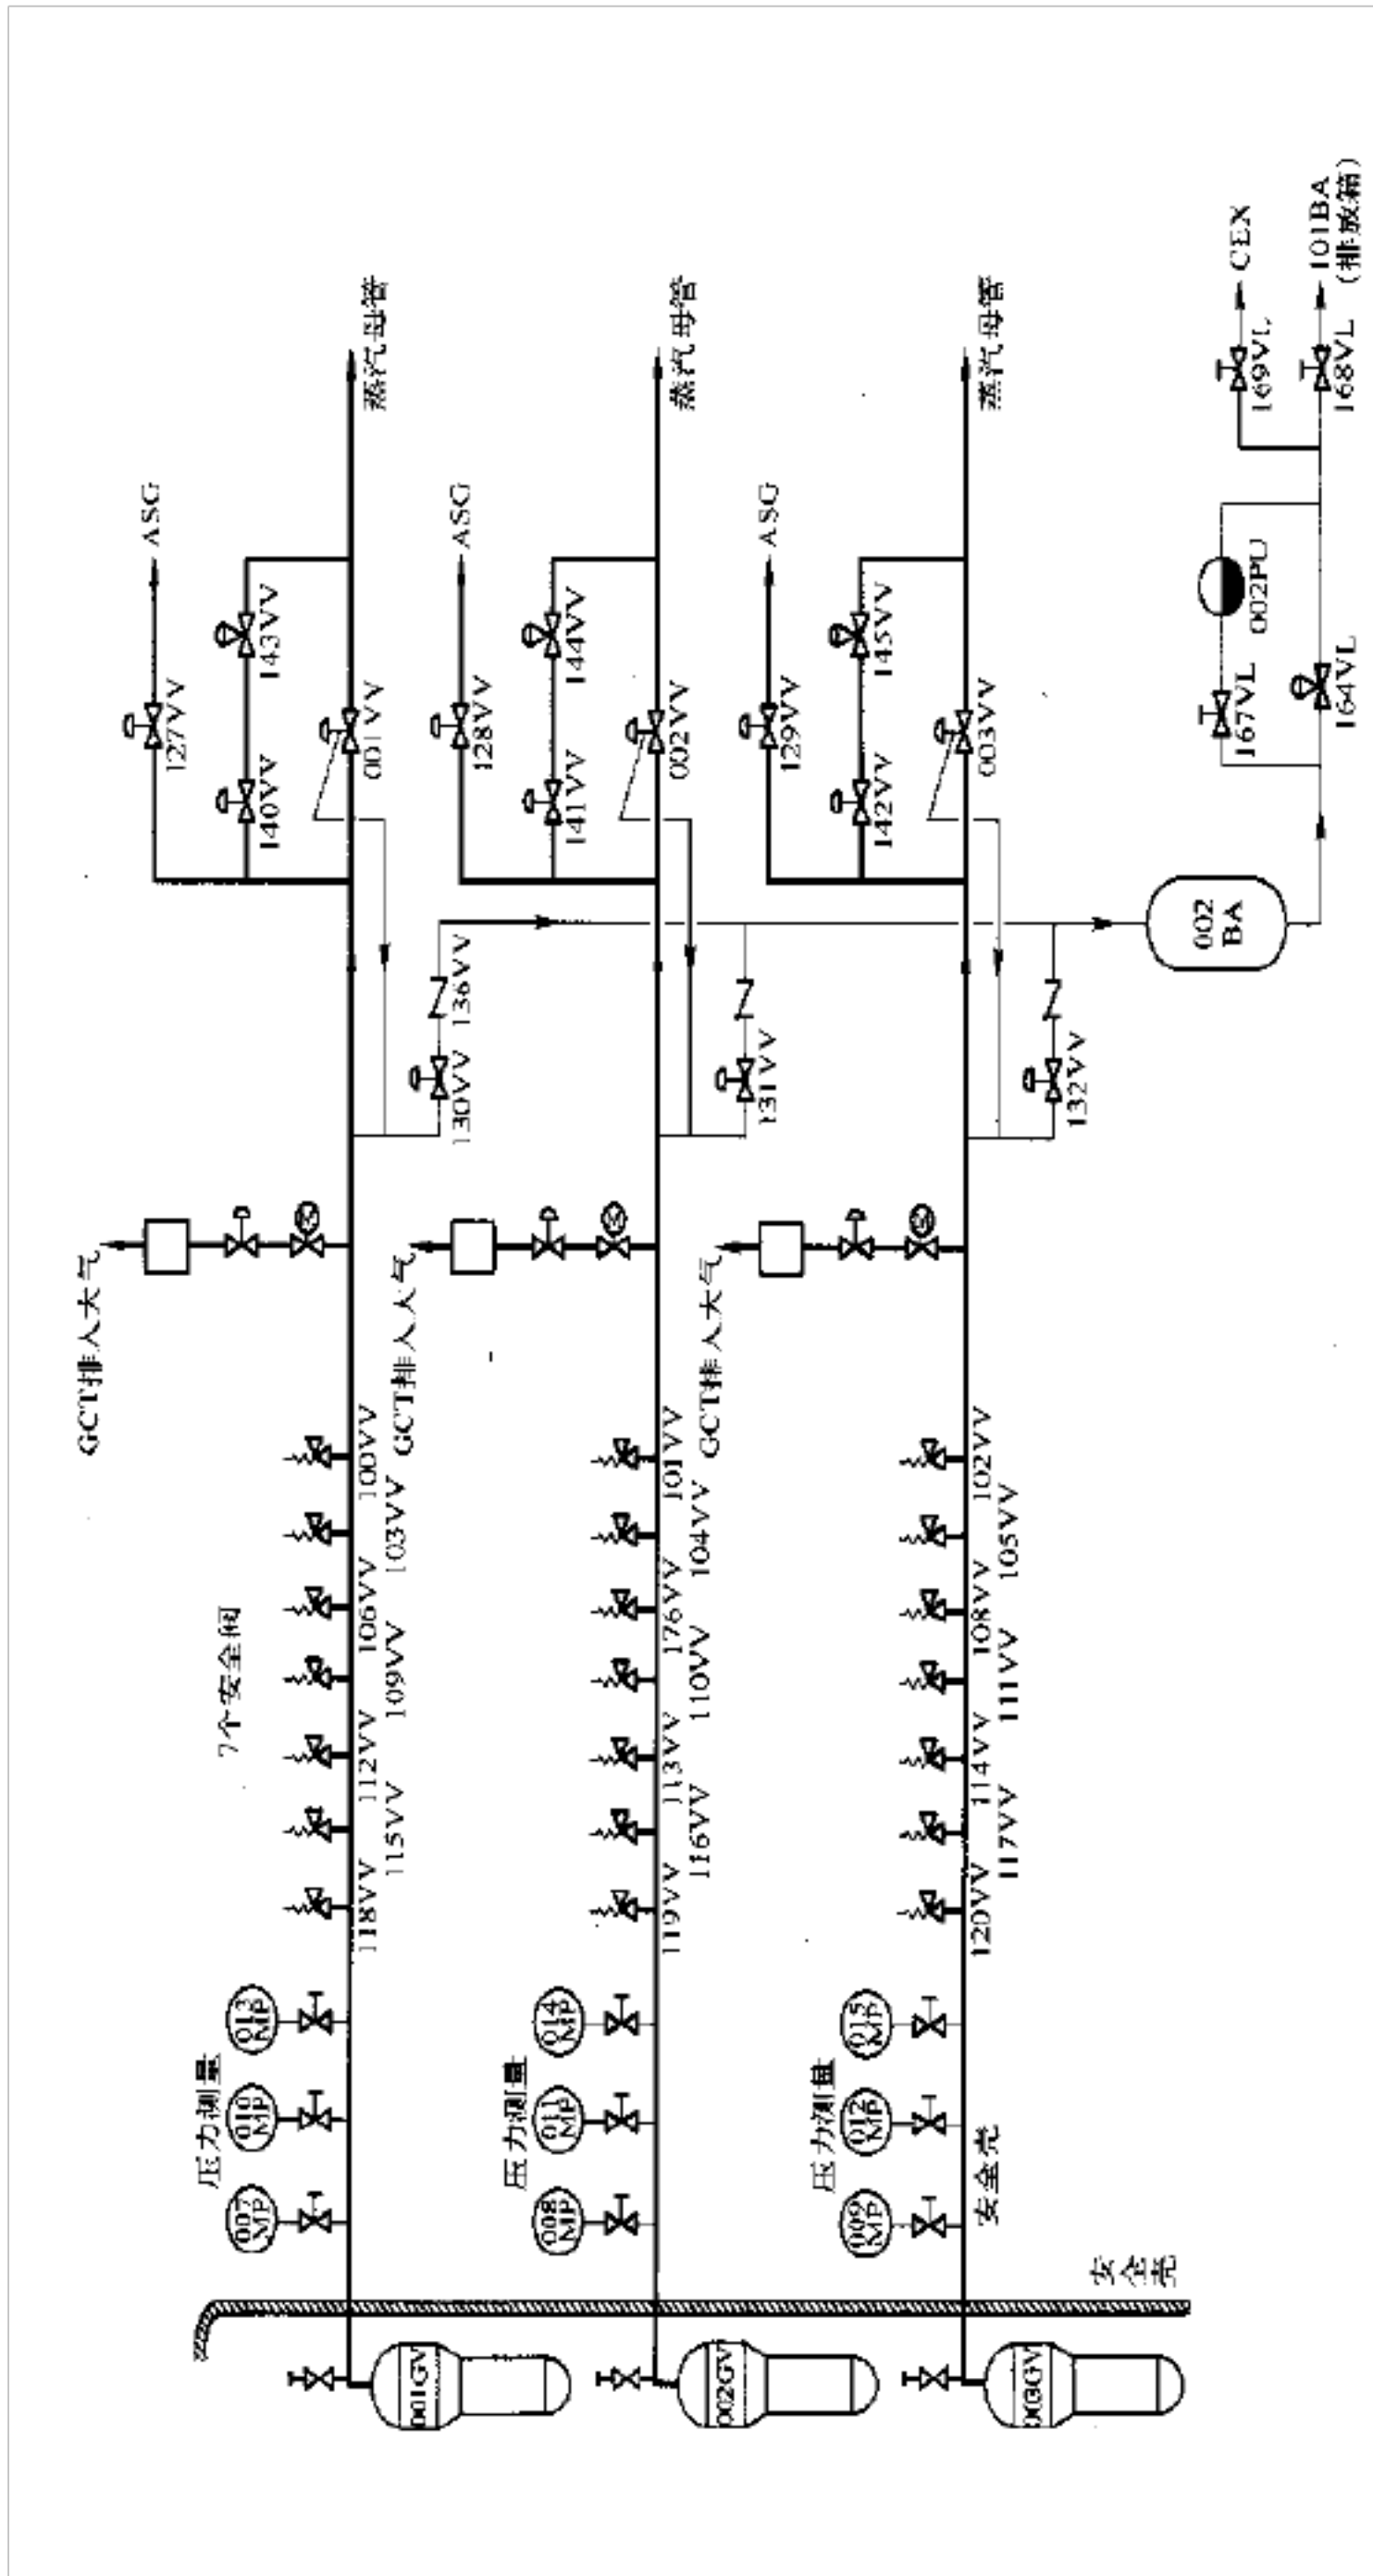 GCT排入大气
ASG
127VV
140VV
143VV
001VV
蒸汽母管
压力测量
007
MP
010
MP
013
MP
7个安全阀
118VV
115VV
112VV
109VV
106VV
103VV
100VV
130VV
136VV
001GV
GCT排入大气
ASG
128VV
141VV
144VV
002VV
蒸汽母管
压力测量
008
MP
011
MP
014
MP
119VV
116VV
113VV
110VV
176VV
104VV
101VV
131VV
002GV
GCT排入大气
ASG
129VV
142VV
145VV
003VV
蒸汽母管
压力测量
009
MP
012
MP
015
MP
安全壳
120VV
117VV
114VV
111VV
108VV
105VV
102VV
132VV
003GV
安全壳
002
BA
167VL
002PU
164VL
169VL
CEX
168VL
101BA
(排放箱)